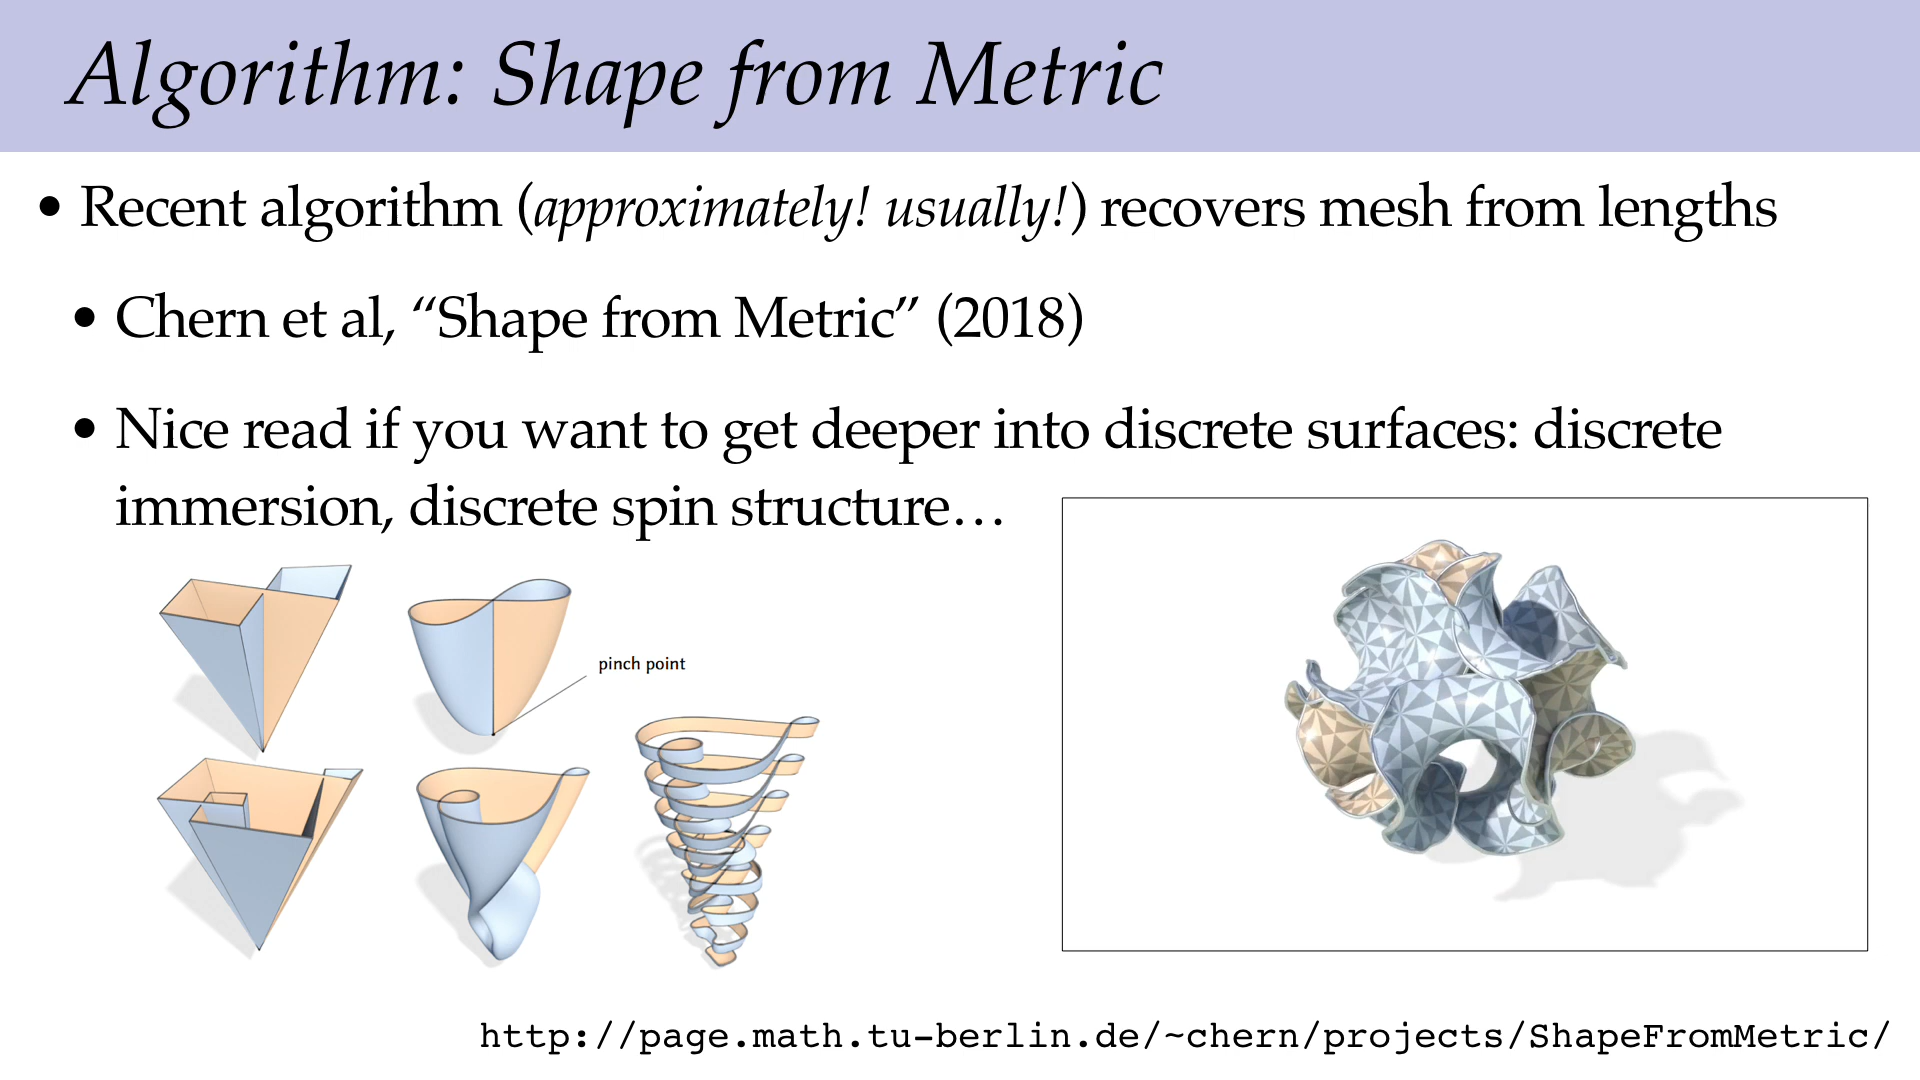 Algorithm: Shape from Metric
• Recent algorithm (approximately! usually!) recovers mesh from lengths
• Chern et al, “Shape from Metric” (2018)
• Nice read if you want to get deeper into discrete surfaces: discrete
immersion, discrete spin structure…
pinch point
http://page.math.tu-berlin.de/~chern/projects/ShapeFromMetric/